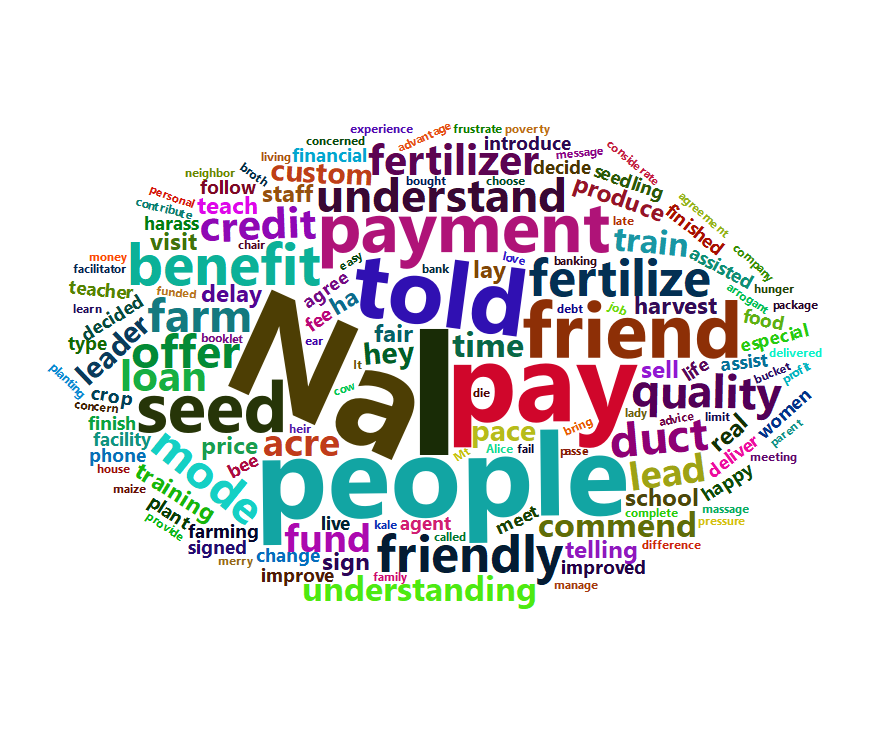 experience
advantage
frustrate
poverty
concerned
introduce
message
considerate
living
financial
fertilizer
neighbor
broth
custom
bought
choose
decide
seedling
personal
follow
staff
understand
produce
agreement
contribute
teach
credit
payment
late
finished
harass
visit
chair
train
assisted
company
money
benefit
easy
love
banking
facilitator
told
bank
lay
fertilize
hunger
teacher
funded
delay
agree
ha
debt
job
harvest
arrogant
package
learn
decided
farm
fee
fair
friend
food
especial
type
leader
booklet
ear
Na
I
time
delivered
offer
hey
It
pay
sell
life
assist
planting
loan
cow
die
quality
bucket
profit
crop
seed
concern
finish
heir
lady
advice
limit
women
parent
facility
price
acre
pace
bring
duct
real
phone
mode
bee
people
Mt
Alice
fail
passe
lead
deliver
meeting
house
training
happy
maize
plant
live
kale
agent
meet
school
provide
farming
fund
called
commend
complete
massage
pressure
signed
change
sign
friendly
telling
difference
merry
improve
family
improved
understanding
manage